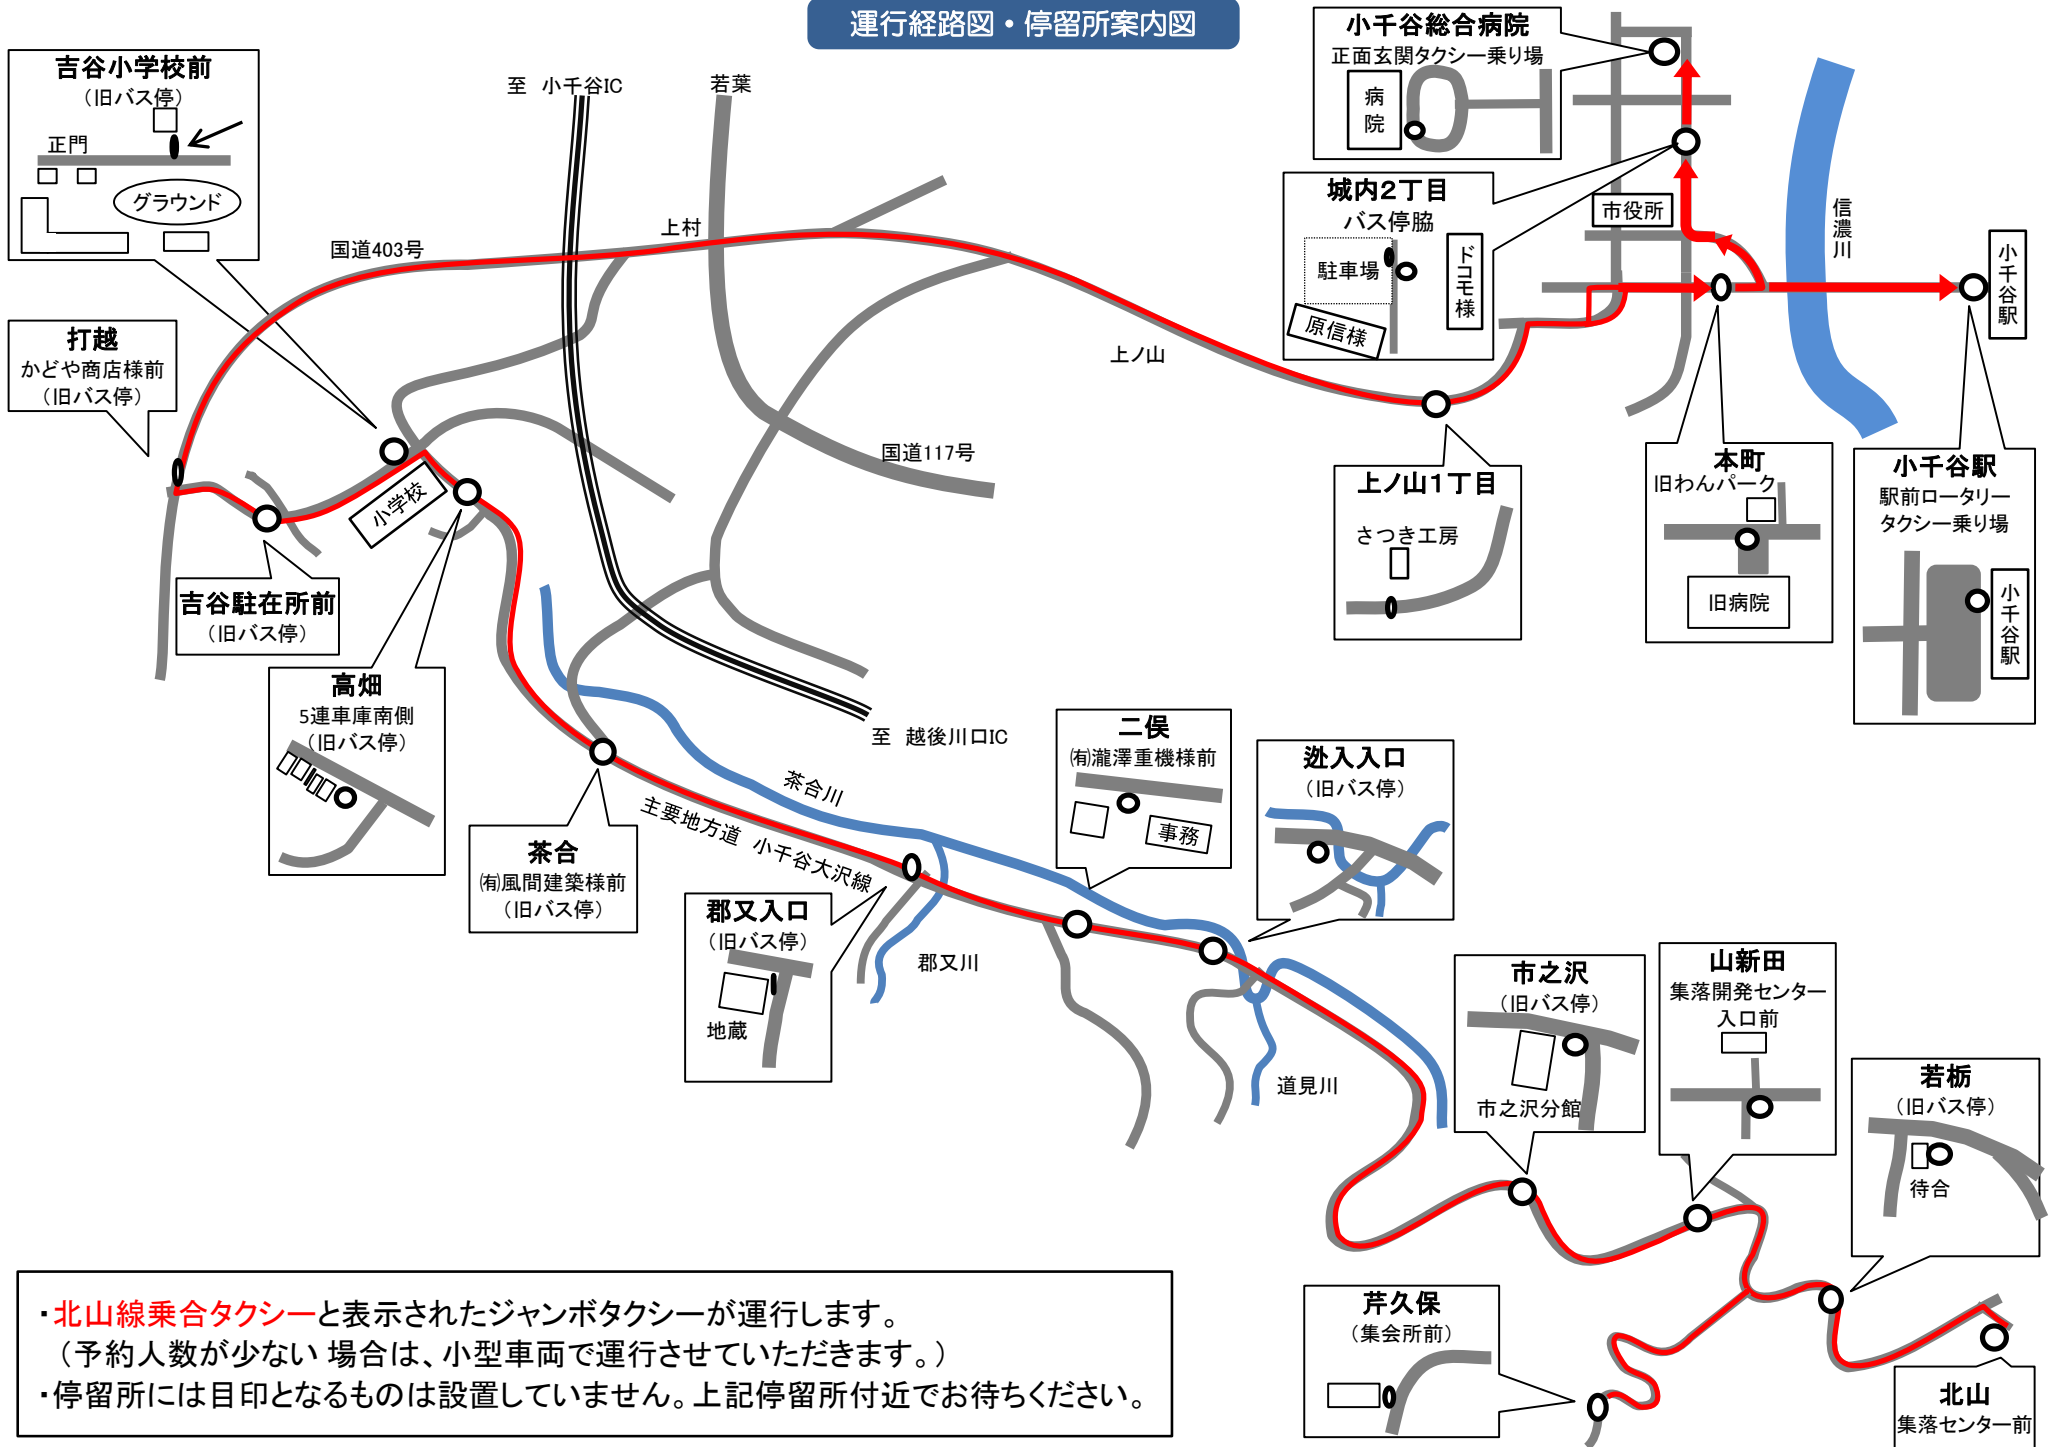 運行経路図・停留所案内図
吉谷小学校前
(旧バス停)
正門
グラウンド
至 小千谷IC
若葉
小千谷総合病院
正面玄関タクシー乗り場
病院
城内2丁目
バス停脇
駐車場
ドコモ様
原信様
市役所
信濃川
小千谷駅
国道403号
上村
上ノ山
打越
かどや商店様前
(旧バス停)
小学校
国道117号
上ノ山1丁目
さつき工房
本町
旧わんパーク
旧病院
小千谷駅
駅前ロータリー
タクシー乗り場
小千谷駅
吉谷駐在所前
(旧バス停)
高畑
5連車庫南側
(旧バス停)
至 越後川口IC
茶合川
主要地方道 小千谷大沢線
茶合
㈲風間建築様前
(旧バス停)
二俣
㈲瀧澤重機様前
事務
逊入入口
(旧バス停)
郡又入口
(旧バス停)
地蔵
郡又川
道見川
市之沢
(旧バス停)
市之沢分館
山新田
集落開発センター
入口前
若栃
(旧バス停)
待合
芹久保
(集会所前)
北山
集落センター前
・北山線乗合タクシーと表示されたジャンボタクシーが運行します。
(予約人数が少ない 場合は、小型車両で運行させていただきます。)
・停留所には目印となるものは設置していません。上記停留所付近でお待ちください。